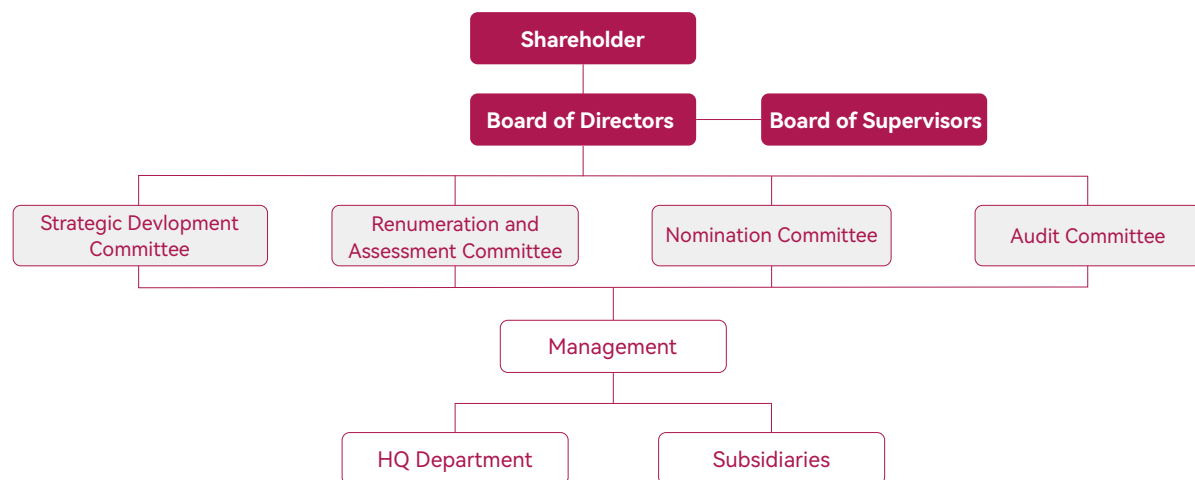 Shareholder
Board of Directors
Board of Supervisors
Strategic Devlopment
Committee
Renumeration and
Assessment Committee
Nomination Committee
Audit Committee
Management
HQ Department
Subsidiaries